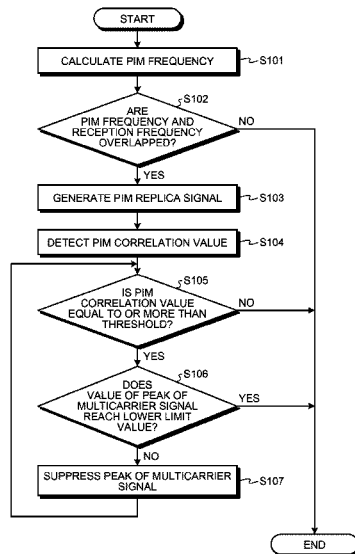 START
CALCULATE PIM FREQUENCY
S101
S102
ARE
PIM FREQUENCY AND
RECEPTION FREQUENCY
OVERLAPPED?
NO
YES
GENERATE PIM REPLICA SIGNAL
S103
DETECT PIM CORRELATION VALUE
S104
S105
IS PIM
CORRELATION VALUE
EQUAL TO OR MORE THAN
THRESHOLD?
NO
YES
S106
DOES
VALUE OF PEAK OF
MULTICARRIER SIGNAL
REACH LOWER LIMIT
VALUE?
YES
NO
SUPPRESS PEAK OF MULTICARRIER
SIGNAL
S107
END